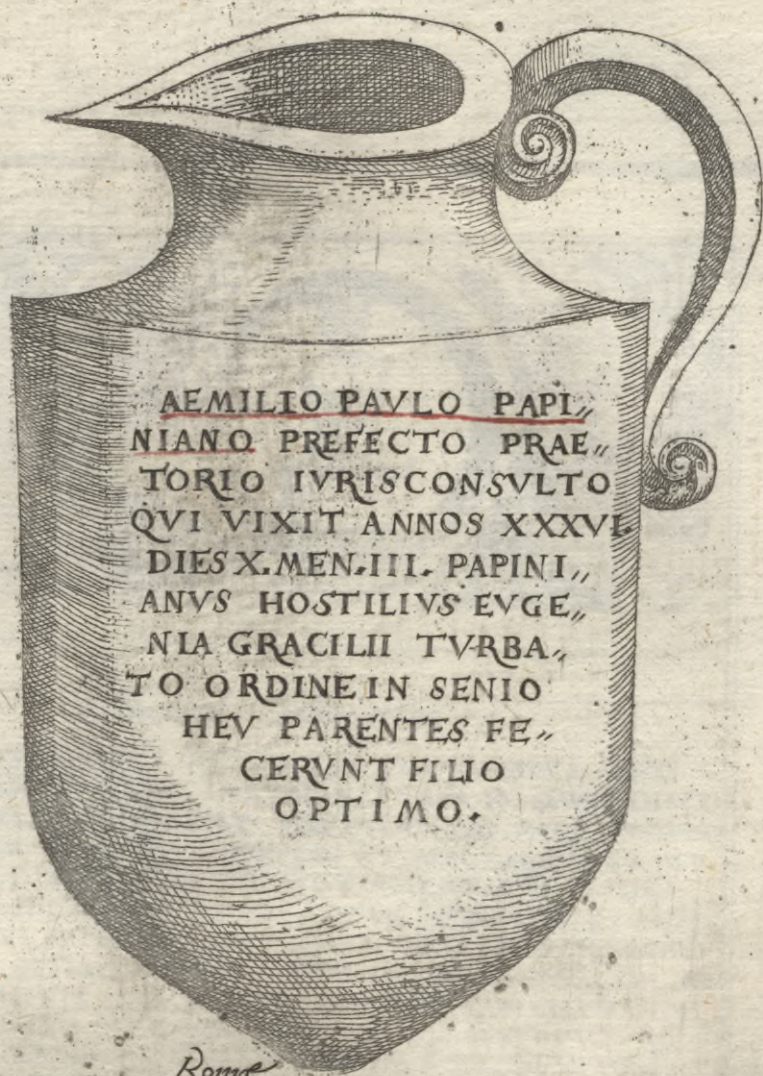 AEMILIO PAVLO PAPI〃
NIANO PREFECTO PRAE〃
TORIO IVRISCONSVLTO
QVI VIXIT ANNOS XXXVI.
DIES X. MEN. III. PAPINI〃
ANVS HOSTILIVS EVGE〃
NIA GRACILII TVRBA〃
TO ORDINE IN SENIO
HEV PARENTES FE〃
CERVNT FILIO
OPTIMO.
Romæ